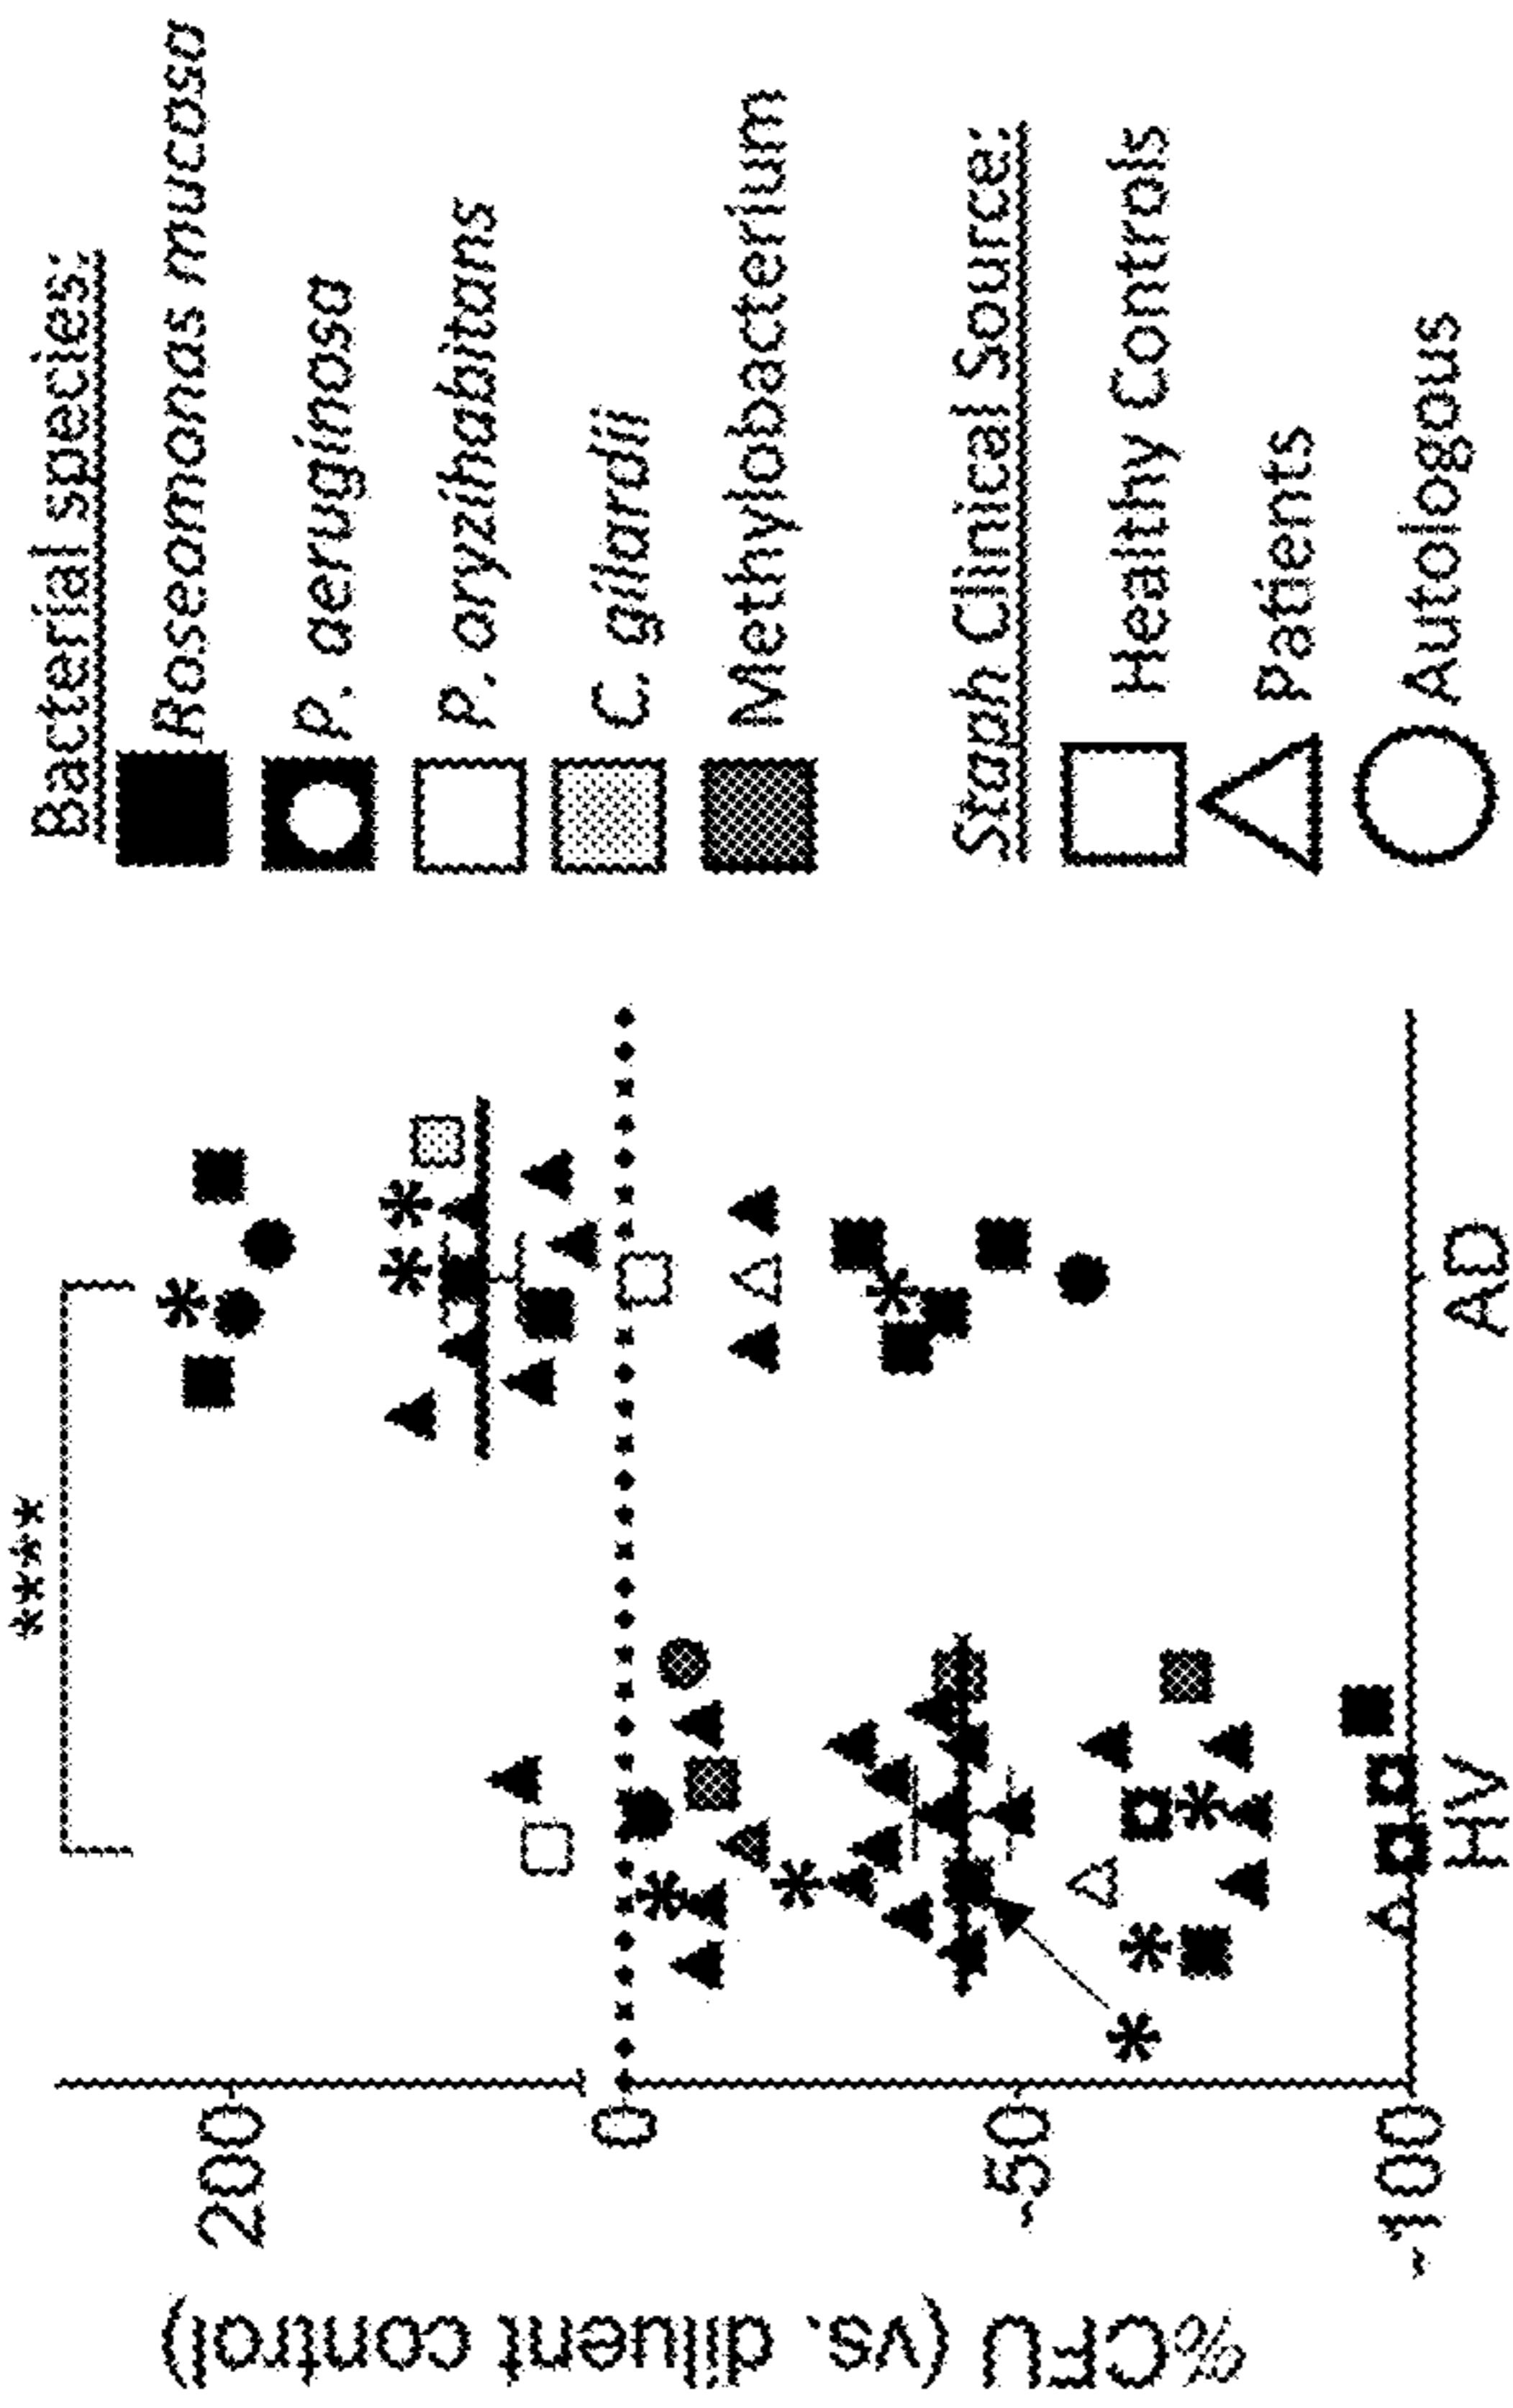 %CFU (vs. diluent control)
200
0
-50
-100
****
*
*
*
*
*
*
*
*
*
HV
AD
Bacterial species:
Roseomonas mucosa
P. aeruginosa
P. oryzihabitans
C. gilardii
Methylobacterium
Staph Clinical Source:
Healthy Controls
Patients
Autologous